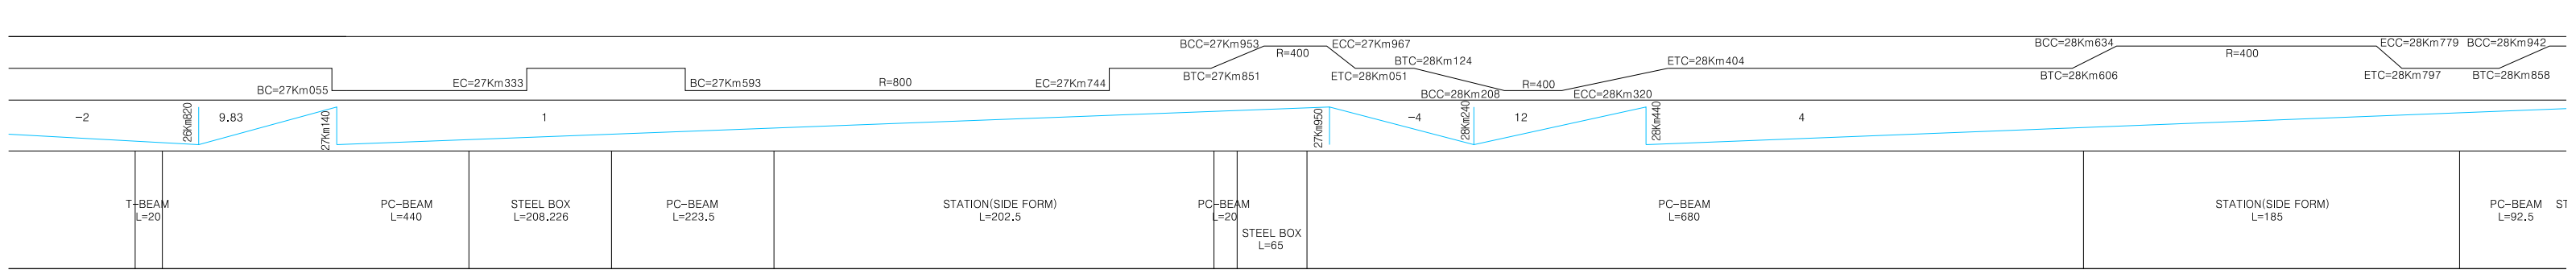 BCC=27Km953
ECC=27Km967
BCC=28Km634
ECC=28Km779
BCC=28Km942
R=400
R=400
BTC=28Km124
ETC=28Km404
BTC=27Km851
ETC=28Km051
BTC=28Km606
ETC=28Km797
BTC=28Km858
BC=27Km055
EC=27Km333
BC=27Km593
R=800
EC=27Km744
R=400
BCC=28Km208
ECC=28Km320
-2
26Km820
9.83
27Km140
1
27Km950
-4
28Km240
12
28Km440
4
T-BEAM
L=20
PC-BEAM
L=440
STEEL BOX
L=208.226
PC-BEAM
L=223.5
STATION(SIDE FORM)
L=202.5
PC-BEAM
L=20
STEEL BOX
L=65
PC-BEAM
L=680
STATION(SIDE FORM)
L=185
PC-BEAM
L=92.5
ST